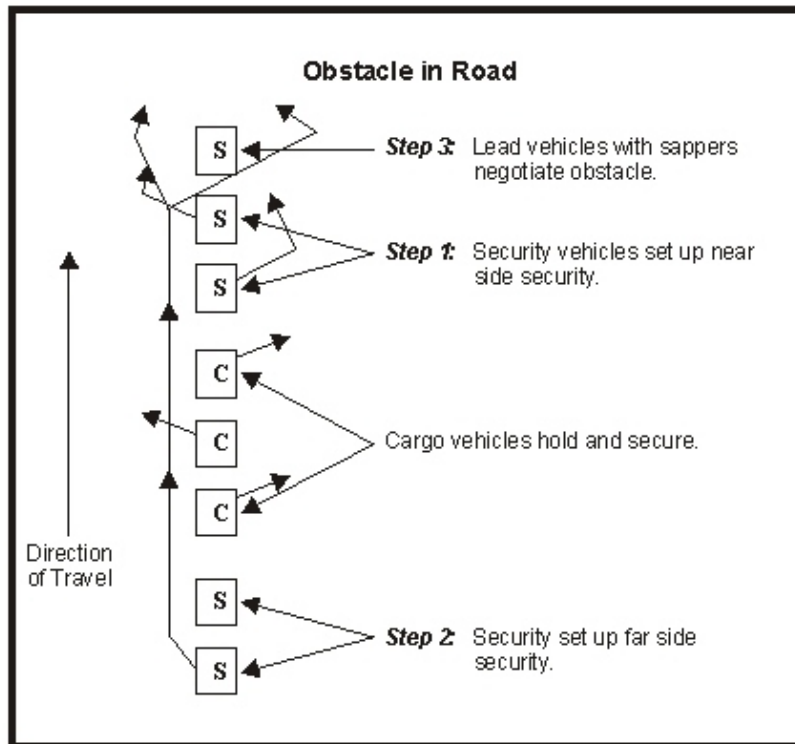 Obstacle in Road
S
Step 3: Lead vehicles with sappers
negotiate obstacle.
S
Step 1: Security vehicles set up near
side security.
S
C
Cargo vehicles hold and secure.
C
C
Direction
of Travel
S
Step 2: Security set up far side
security.
S